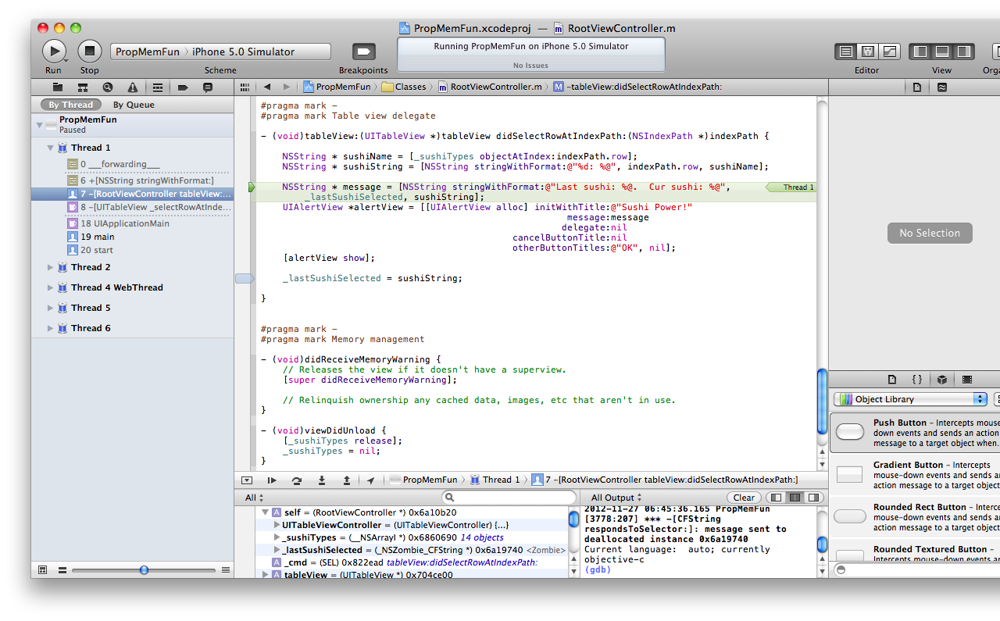 PropMemFun.xcodeproj — RootViewController.m
PropMemFun 〉 iPhone 5.0 Simulator
Running PropMemFun on iPhone 5.0 Simulator
No Issues
Run
Stop
Scheme
Breakpoints
Editor
View
PropMemFun 〉 Classes 〉 RootViewController.m 〉 M -tableView:didSelectRowAtIndexPath:
By Thread
By Queue
PropMemFun
Paused
Thread 1
0 ___forwarding___
6 +[NSString stringWithFormat:]
7 -[RootViewController tableView:...
8 -[UITableView _selectRowAtInde...
18 UIApplicationMain
19 main
20 start
Thread 2
Thread 4 WebThread
Thread 5
Thread 6
#pragma mark -
#pragma mark Table view delegate
- (void)tableView:(UITableView *)tableView didSelectRowAtIndexPath:(NSIndexPath *)indexPath {
NSString * sushiName = [_sushiTypes objectAtIndex:indexPath.row];
NSString * sushiString = [NSString stringWithFormat:@"%d: %@", indexPath.row, sushiName];
NSString * message = [NSString stringWithFormat:@"Last sushi: %@.  Cur sushi: %@",
Thread 1
_lastSushiSelected, sushiString];
UIAlertView *alertView = [[UIAlertView alloc] initWithTitle:@"Sushi Power!"
message:message
delegate:nil
cancelButtonTitle:nil
otherButtonTitles:@"OK", nil];
[alertView show];
_lastSushiSelected = sushiString;
}
#pragma mark -
#pragma mark Memory management
- (void)didReceiveMemoryWarning {
// Releases the view if it doesn't have a superview.
[super didReceiveMemoryWarning];
// Relinquish ownership any cached data, images, etc that aren't in use.
}
- (void)viewDidUnload {
[_sushiTypes release];
_sushiTypes = nil;
}
PropMemFun 〉 Thread 1 〉 7 -[RootViewController tableView:didSelectRowAtIndexPath:]
All
A self = (RootViewController *) 0x6a10b20
UITableViewController = (UITableViewController) {...}
_sushiTypes = (__NSArrayI *) 0x6860690 14 objects
_lastSushiSelected = (_NSZombie_CFString *) 0x6a19740 <Zombie>
A _cmd = (SEL) 0x822ead tableView:didSelectRowAtIndexPath:
A tableView = (UITableView *) 0x704ce00
All Output
Clear
2012-11-27 06:45:36.165 PropMemFun
[3778:207] *** -[CFString
respondsToSelector:]: message sent to
deallocated instance 0x6a19740
Current language:  auto; currently
objective-c
(gdb)
No Selection
{ }
Object Library
Push Button - Intercepts mouse-
down events and sends an action
message to a target object when...
Gradient Button - Intercepts
mouse-down events and sends an
action message to a target object
Rounded Rect Button - Intercepts
mouse-down events and sends an
action message to a target object
Rounded Textured Button -
Intercepts mouse-down events and